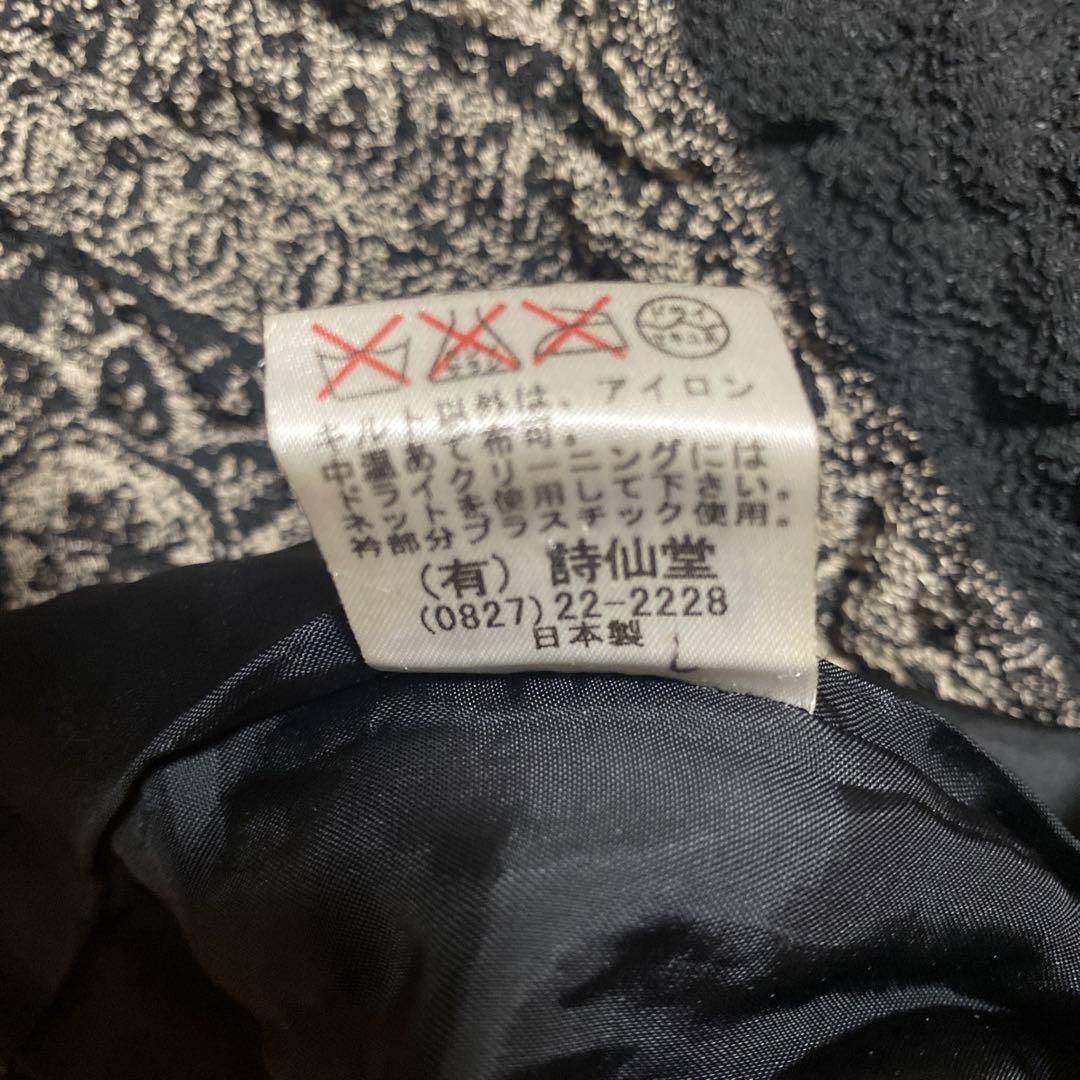 エンソ
ドライ
セキユ系
キルト以外は、アイロン
中温あて布可。
ドライクリーニングには
ネットを使用して下さい。
衿部分プラスチック使用。
(有) 詩仙堂
(0827)22-2228
日本製
L